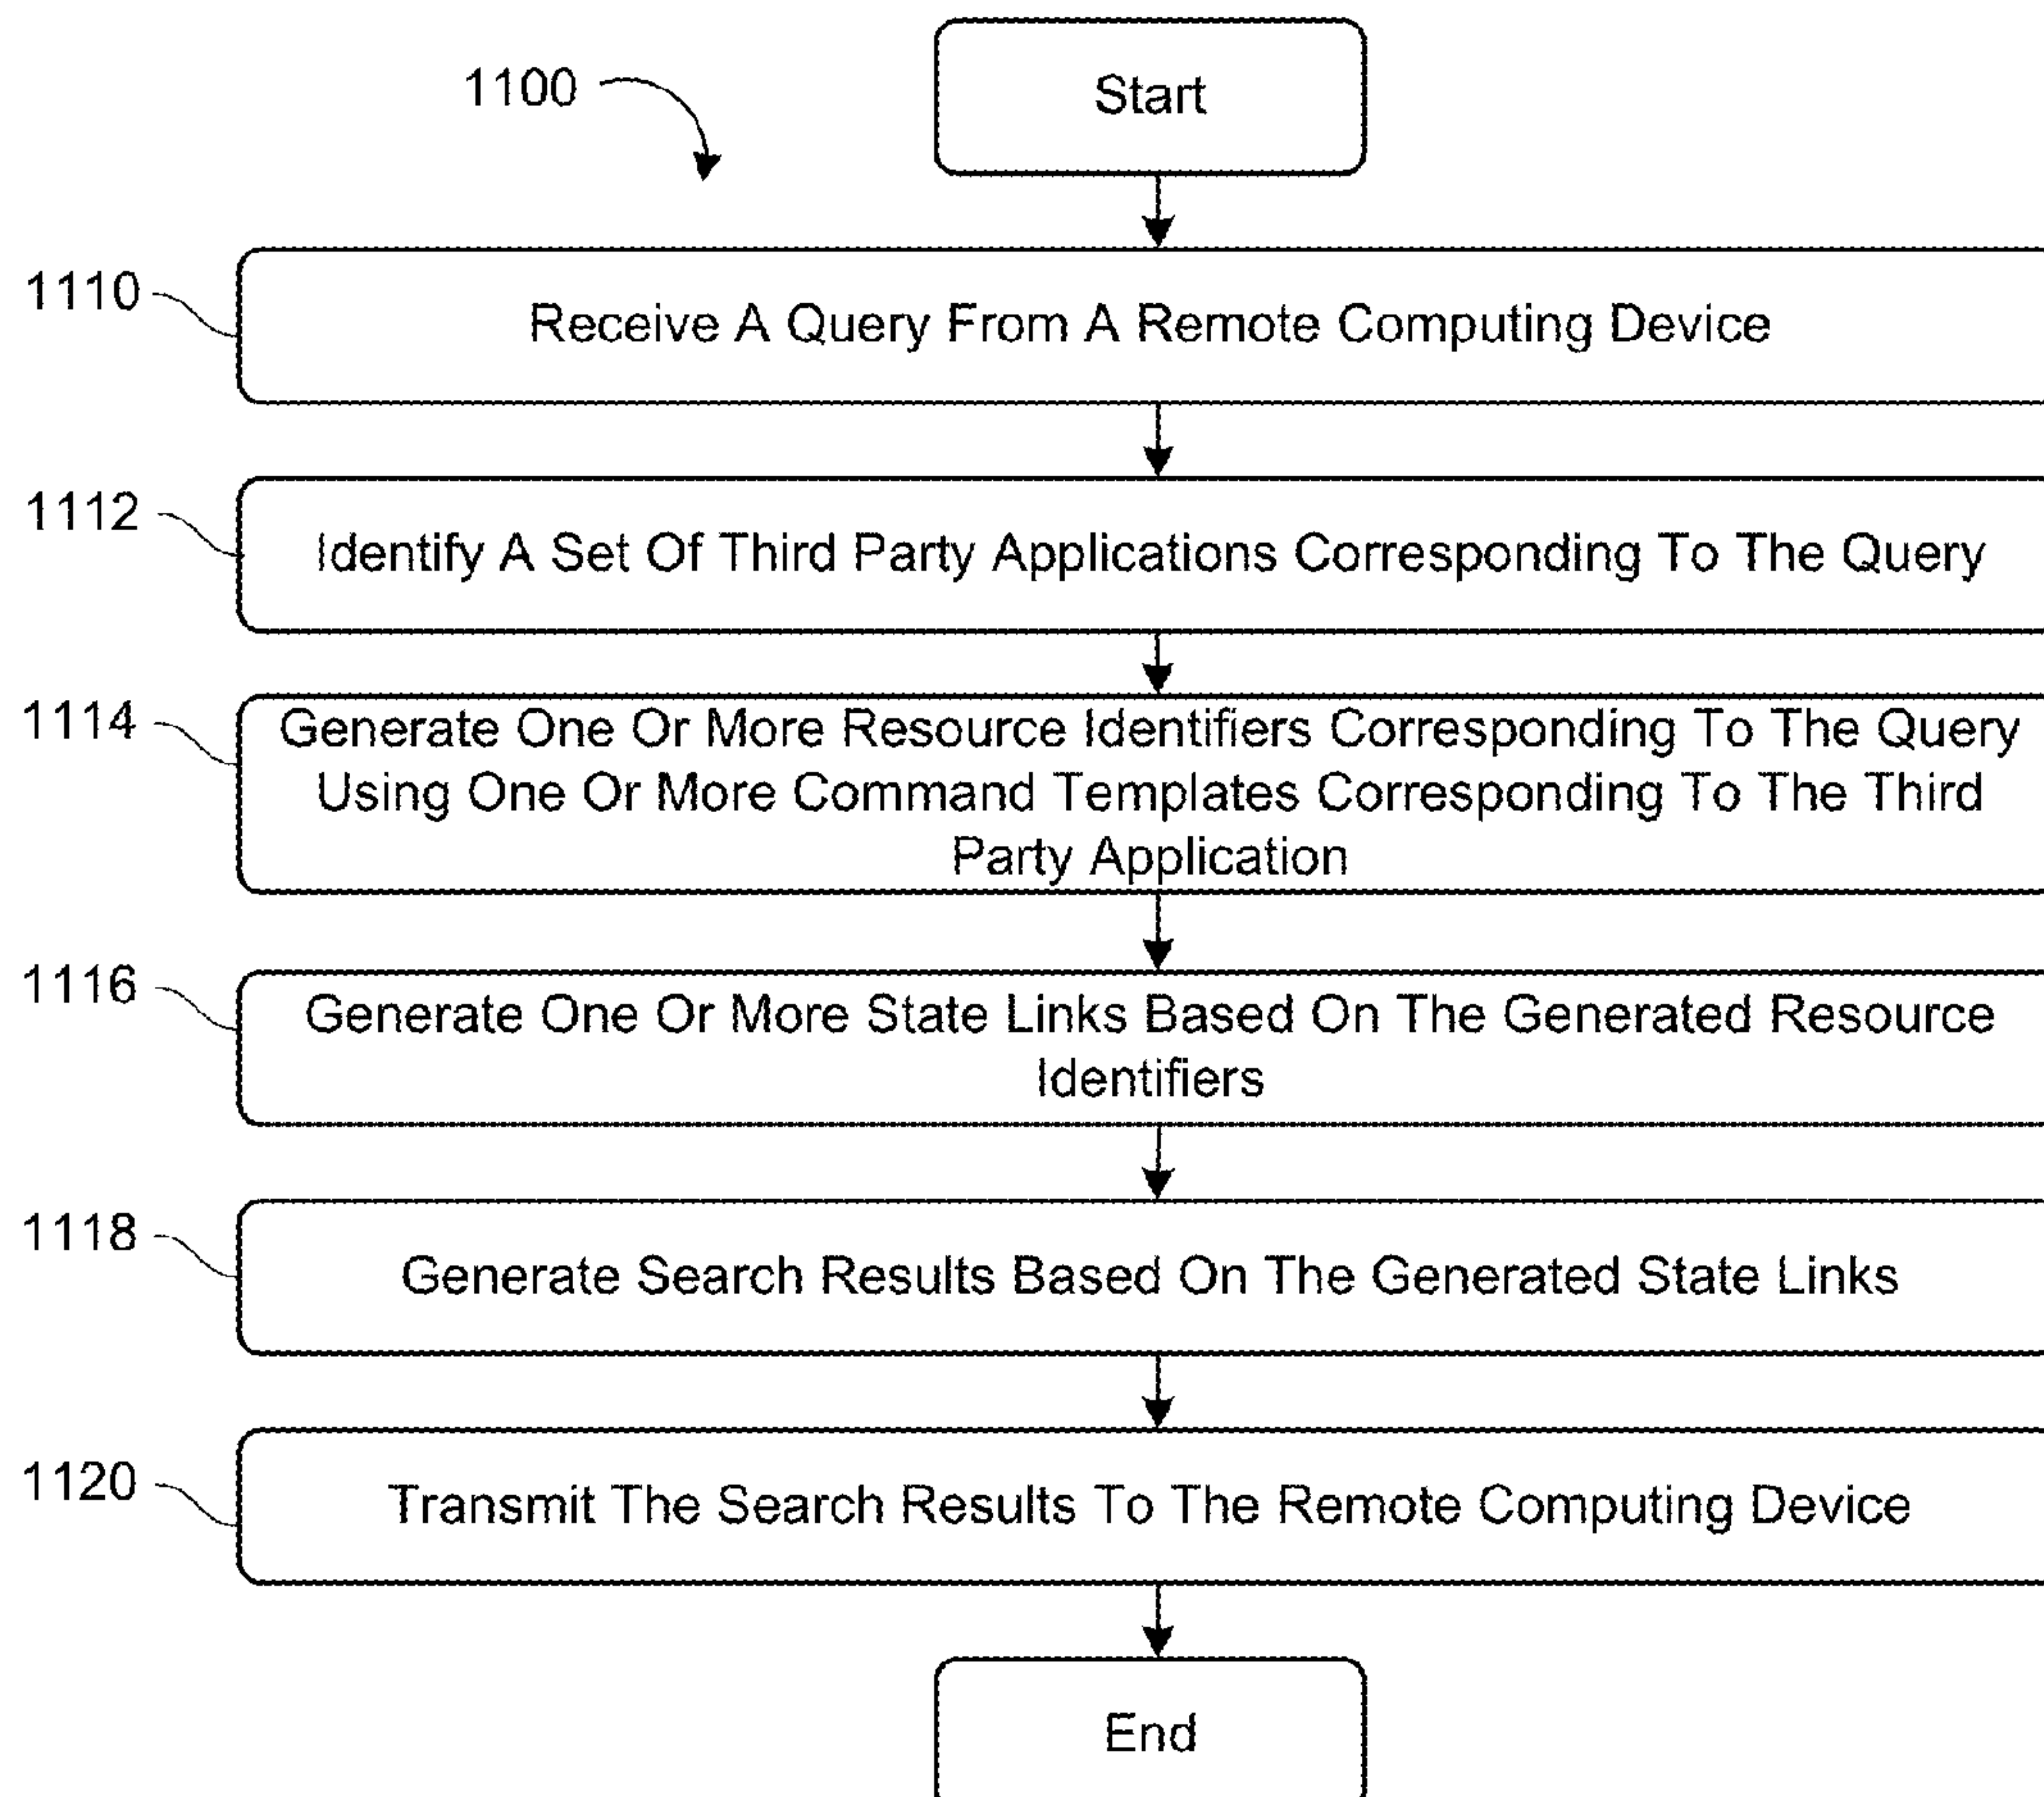 1100
Start
1110
Receive A Query From A Remote Computing Device
1112
Identify A Set Of Third Party Applications Corresponding To The Query
1114
Generate One Or More Resource Identifiers Corresponding To The Query
Using One Or More Command Templates Corresponding To The Third
Party Application
1116
Generate One Or More State Links Based On The Generated Resource
Identifiers
1118
Generate Search Results Based On The Generated State Links
1120
Transmit The Search Results To The Remote Computing Device
End